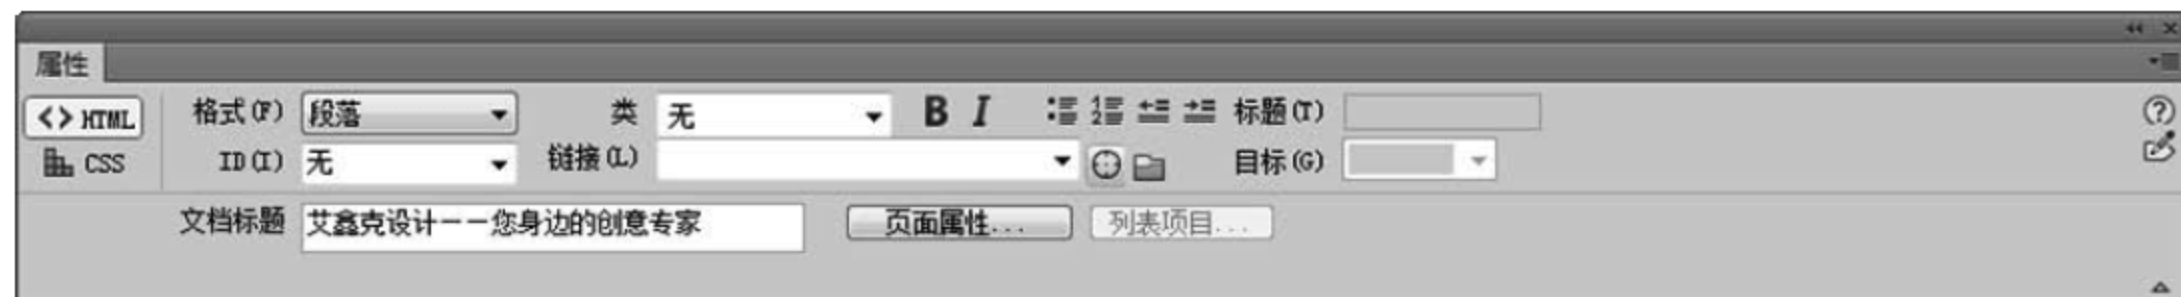 属性
<> HTML 格式(F) 段落 类 无 B I 标题(T)
CSS ID(I) 无 链接(L) 目标(G)
文档标题 艾鑫克设计——您身边的创意专家 页面属性... 列表项目...